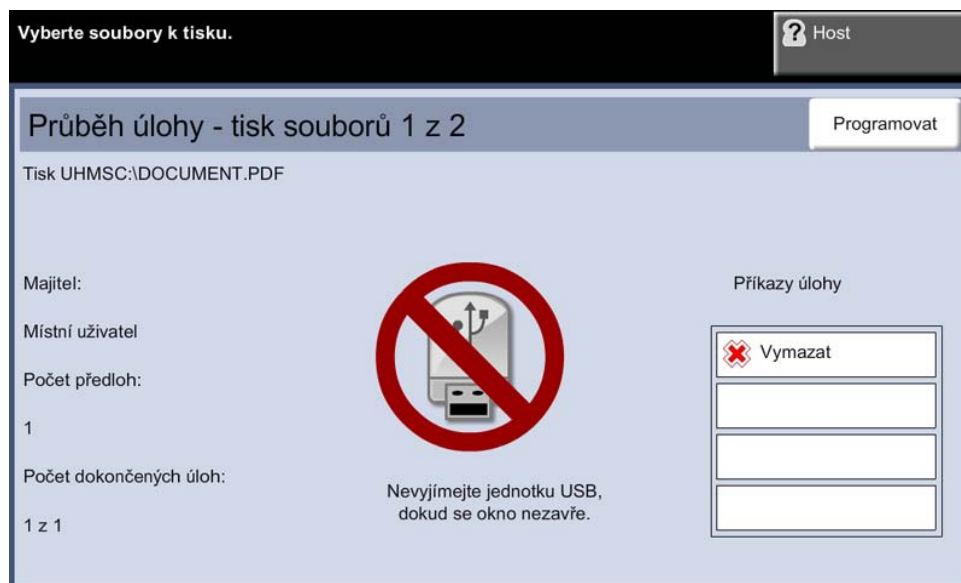 Vyberte soubory k tisku.
? Host
Průběh úlohy - tisk souborů 1 z 2
Programovat
Tisk UHMSC:\DOCUMENT.PDF
Majitel:
Místní uživatel
Počet předloh:
1
Počet dokončených úloh:
1 z 1
Nevyjímejte jednotku USB,
dokud se okno nezavře.
Příkazy úlohy
Vymazat